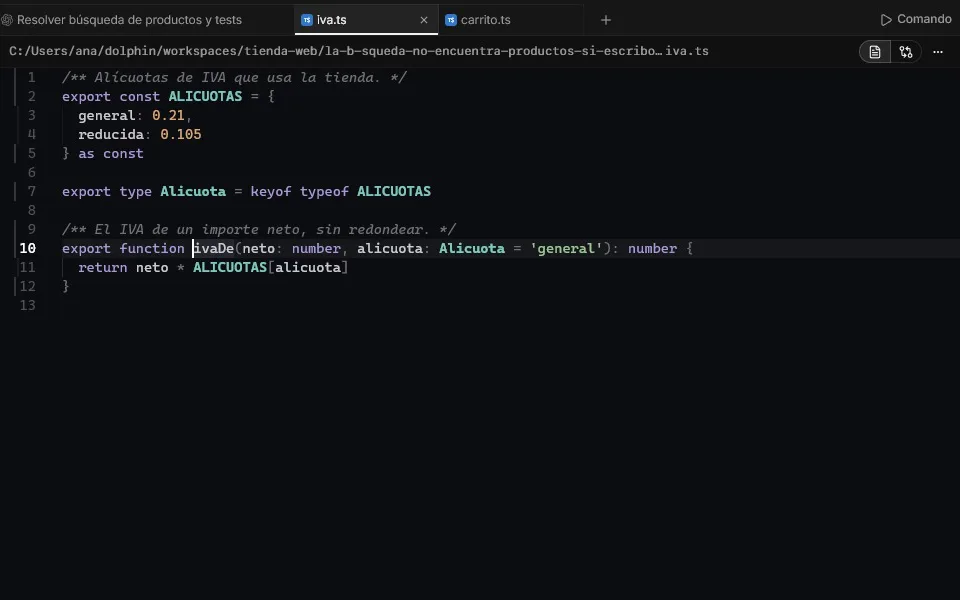 Resolver búsqueda de productos y tests
TS iva.ts ×
TS carrito.ts
+
Comando
C:/Users/ana/dolphin/workspaces/tienda-web/la-b-squeda-no-encuentra-productos-si-escribo… iva.ts
1 /** Alícuotas de IVA que usa la tienda. */
2 export const ALICUOTAS = {
3 general: 0.21,
4 reducida: 0.105
5 } as const
6
7 export type Alicuota = keyof typeof ALICUOTAS
8
9 /** El IVA de un importe neto, sin redondear. */
10 export function ivaDe(neto: number, alicuota: Alicuota = 'general'): number {
11 return neto * ALICUOTAS[alicuota]
12 }
13